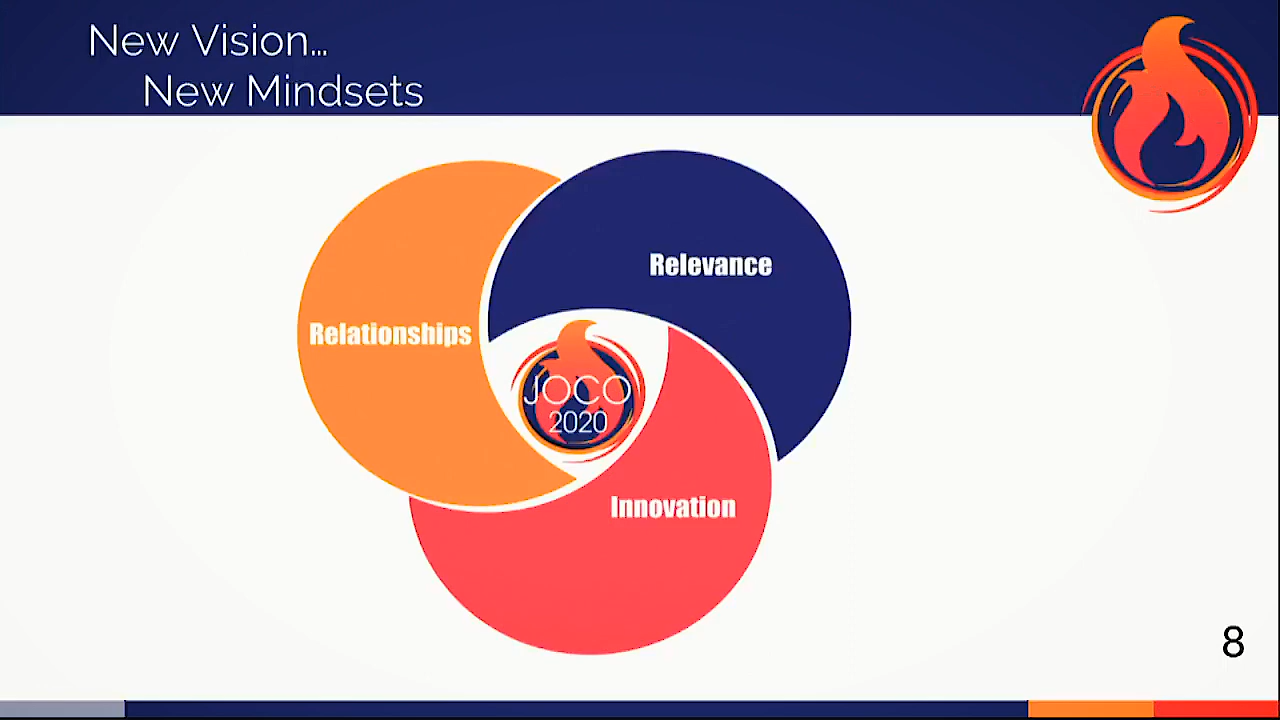 New Vision…
New Mindsets
Relevance
Relationships
JOCO
2020
Innovation
8